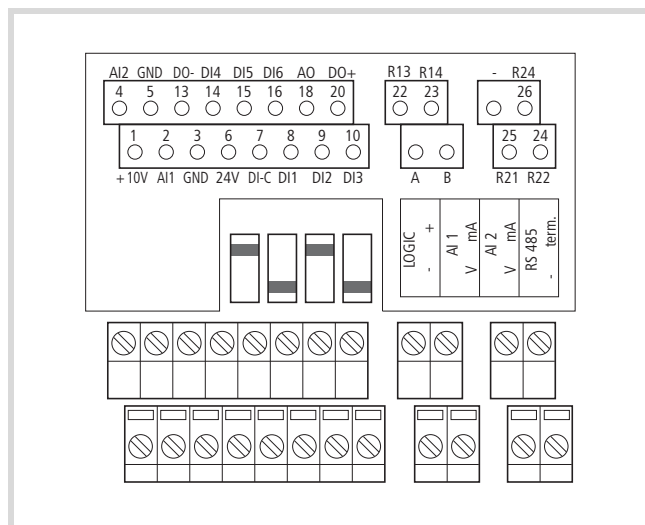 AI2 GND DO- DI4 DI5 DI6 AO DO+ R13 R14 - R24
4 5 13 14 15 16 18 20 22 23 26
1 2 3 6 7 8 9 10 25 24
+10V AI1 GND 24V DI-C DI1 DI2 DI3 A B R21 R22
LOGIC
- +
AI 1
V mA
AI 2
V mA
RS 485
- term.